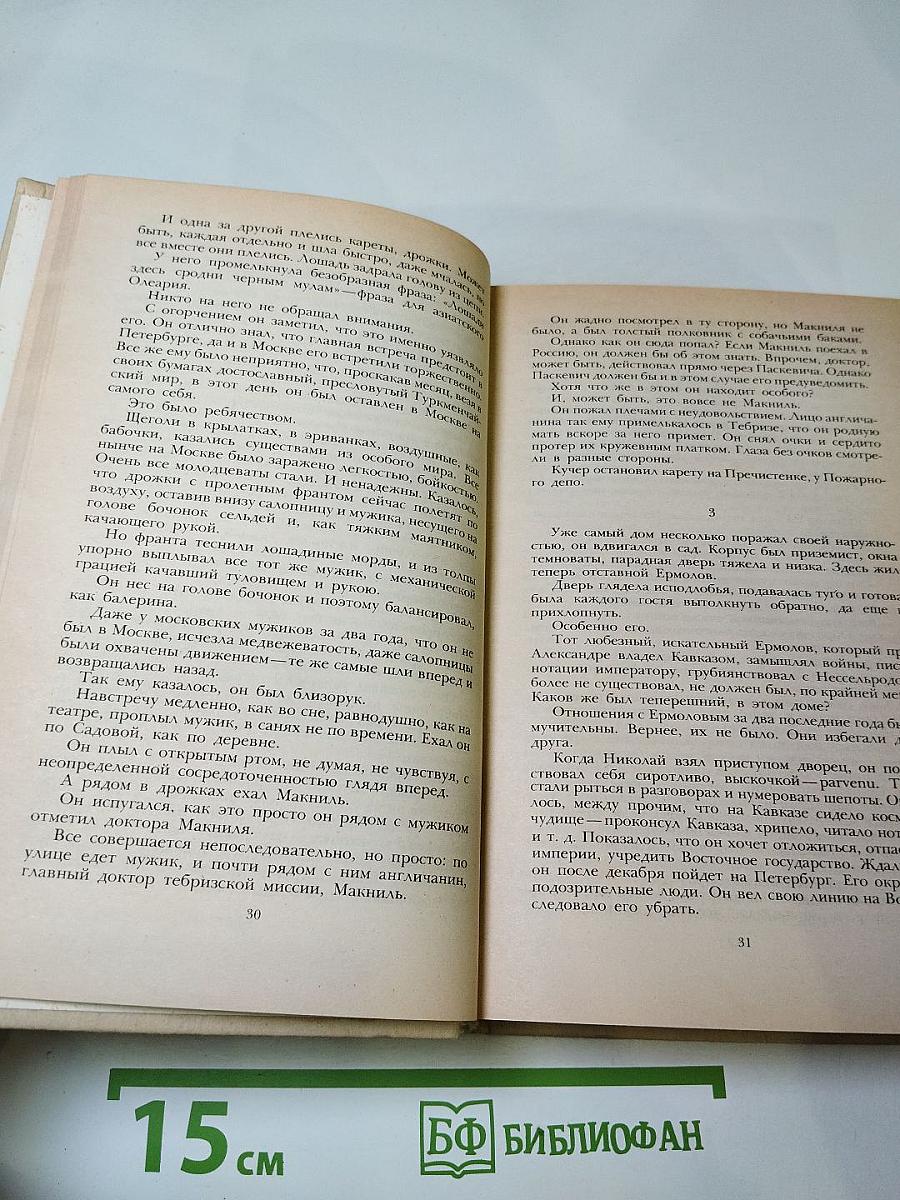 И одна за другой плелись кареты, дрожки. Может
быть, каждая отдельно и шла быстро, даже мчалась, но
все вместе они плелись. Лошадь задрала голову из цепи.
У него промелькнула безобразная фраза: «Лошади
здесь сродни черным мулам» — фраза для азиатского
Олеария.
Никто на него не обращал внимания.
С огорчением он заметил, что это именно уязвляло
его. Он отлично знал, что главная встреча предстоит в
Петербурге, да и в Москве его встретили торжественно.
Все же ему было неприятно, что, проскакав месяц, везя в
своих бумагах достославный, пресловутый Туркменчай-
ский мир, в этот день он был оставлен в Москве на
самого себя.
Это было ребячеством.
Щеголи в крылатках, в эриванках, воздушные, как
бабочки, казались существами из особого мира. Все
нынче на Москве было заражено легкостью, бойкостью.
Очень все молодцеваты стали. И ненадежны. Казалось,
что дрожки с пролетным франтом сейчас полетят по
воздуху, оставив внизу салопницу и мужика, несущего на
голове бочонок сельдей и, как тяжким маятником,
качающего рукой.
Но франта теснили лошадиные морды, и из толпы
упорно выплывал все тот же мужик, с механической
грацией качавший туловищем и рукою.
Он нес на голове бочонок и поэтому балансировал,
как балерина.
Даже у московских мужиков за два года, что он не
был в Москве, исчезла медвежеватость, даже салопницы
были охвачены движением — те же самые шли вперед и
возвращались назад.
Так ему казалось, он был близорук.
Навстречу медленно, как во сне, равнодушно, как на
театре, проплыл мужик, в санях не по времени. Ехал он
по Садовой, как по деревне.
Он плыл с открытым ртом, не думая, не чувствуя, с
неопределенной сосредоточенностью глядя вперед.
А рядом в дрожках ехал Макниль.
Он испугался, как это просто он рядом с мужиком
отметил доктора Макниля.
Все совершается непоследовательно, но просто: по
улице едет мужик, и почти рядом с ним англичанин,
главный доктор тебризской миссии, Макниль.
30
Он жадно посмотрел в ту сторону, но Макниля не
было, а был толстый полковник с собачьими баками.
Однако как он сюда попал? Если Макниль поехал в
Россию, он должен бы об этом знать. Впрочем, доктор,
может быть, действовал прямо через Паскевича. Однако
Паскевич должен бы и в этом случае его предуведомить.
Хотя что же в этом он находит особого?
И, может быть, это вовсе не Макниль.
Он пожал плечами с неудовольствием. Лицо англича-
нина так ему примелькалось в Тебризе, что он родную
мать вскоре за него примет. Он снял очки и сердито
протер их кружевным платком. Глаза без очков смотре-
ли в разные стороны.
Кучер остановил карету на Пречистенке, у Пожарно-
го депо.
3
Уже самый дом несколько поражал своей наружно-
стью, он вдвигался в сад. Корпус был приземист, окна
темноваты, парадная дверь тяжела и низка. Здесь жил
теперь отставной Ермолов.
Дверь глядела исподлобья, подавалась туго и готова
была каждого гостя вытолкнуть обратно, да еще и
прихлопнуть.
Особенно его.
Тот любезный, искательный Ермолов, который пр
Александре владел Кавказом, замышлял войны, пис
нотации императору, грубиянствовал с Нессельрод
более не существовал, не должен был, по крайней ме
Каков же был теперешний, в этом доме?
Отношения с Ермоловым за два последние года бы
мучительны. Вернее, их не было. Они избегали д
друга.
Когда Николай взял приступом дворец, он по
ствовал себя сиротливо, выскочкой — parvenu. Т
стали рыться в разговорах и нумеровать шепоты. О
лось, между прочим, что на Кавказе сидело косм
чудище — проконсул Кавказа, хрипело, читало нот
и т. д. Показалось, что он хочет отложиться, отпа
империи, учредить Восточное государство. Ждал
он после декабря пойдет на Петербург. Его окр
подозрительные люди. Он вел свою линию на Во
следовало его убрать.
31
15 см
БФ БИБЛИОФАН